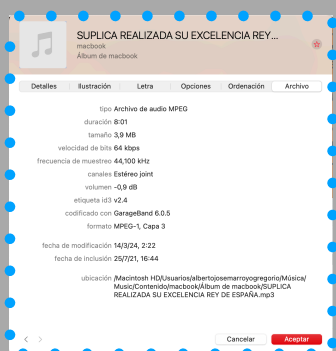 SUPLICA REALIZADA SU EXCELENCIA REY...
macbook
Álbum de macbook
Detalles Ilustración Letra Opciones Ordenación Archivo
tipo Archivo de audio MPEG
duración 8:01
tamaño 3,9 MB
velocidad de bits 64 kbps
frecuencia de muestreo 44,100 kHz
canales Estéreo joint
volumen -0,9 dB
etiqueta id3 v2.4
codificado con GarageBand 6.0.5
formato MPEG-1, Capa 3
fecha de modificación 14/3/24, 2:22
fecha de inclusión 25/7/21, 16:44
ubicación /Macintosh HD/Usuarios/albertojosemarroyogregorio/Música/
Music/Contenido/macbook/Álbum de macbook/SUPLICA
REALIZADA SU EXCELENCIA REY DE ESPAÑA.mp3
Cancelar Aceptar